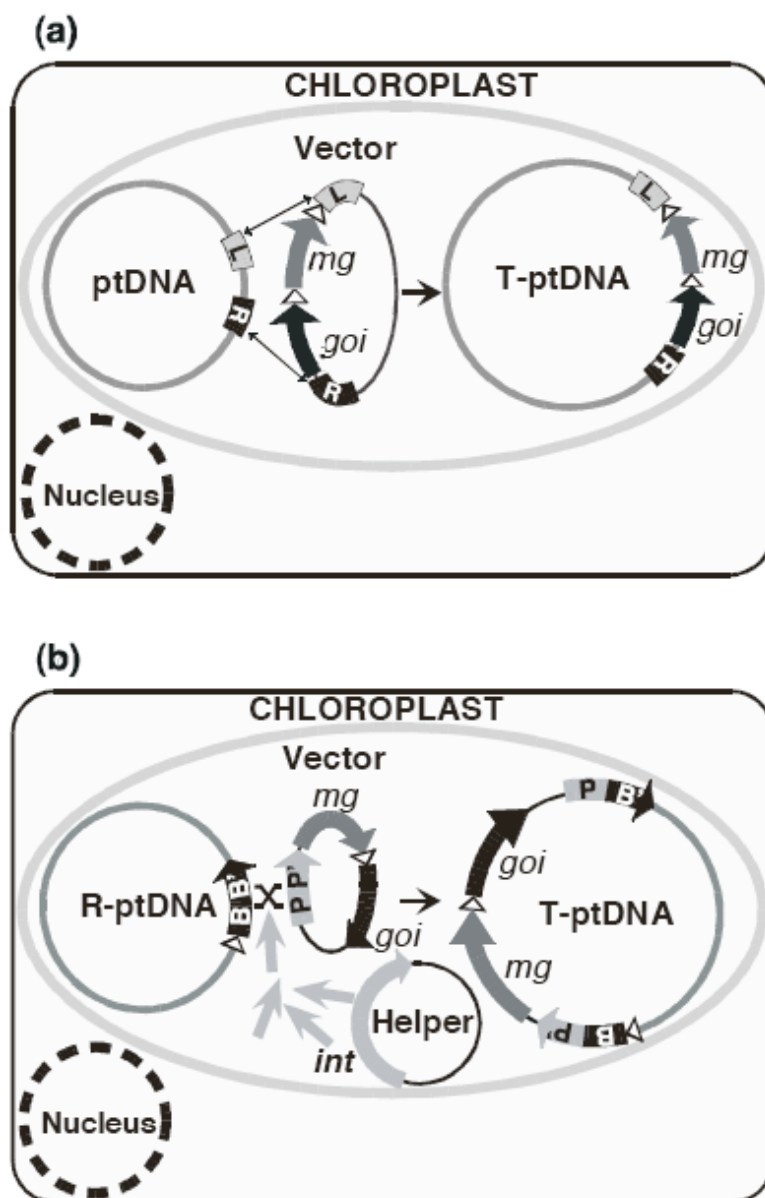 (a)
CHLOROPLAST
Vector
L
L
L
mg
mg
ptDNA
T-ptDNA
R
goi
goi
R
R
Nucleus
(b)
CHLOROPLAST
Vector
mg
P B'
goi
R-ptDNA
B B'
P P'
T-ptDNA
goi
mg
Helper
P' B
int
Nucleus